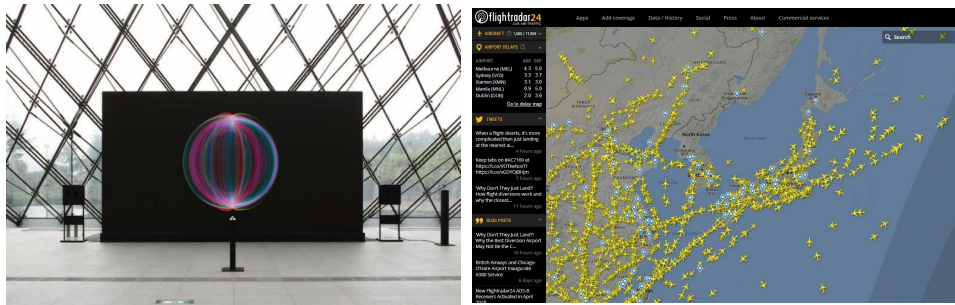 flightradar24
LIVE AIR TRAFFIC
Apps Add coverage Data / History Social Press About Commercial services
AIRCRAFT
AIRPORT DELAYS
Search
AIRPORT ARR DEP
Melbourne (MEL) 4.3 5.0
Sydney (SYD) 3.3 3.7
Xiamen (XMN) 3.1 3.0
Manila (MNL) 0.9 5.0
Dublin (DUB) 2.0 3.6
Go to delay map
TWEETS
When a flight diverts, it's more
complicated than just landing
at the nearest ai...
4 hours ago
Keep tabs on #AC7169 at
7 hours ago
Why Don't They Just Land?
How flight diversions work and
why the closest...
11 hours ago
BLOG POSTS
'Why Don't They Just Land?':
Why the Best Diversion Airport
May Not Be the C...
16 hours ago
British Airways and Chicago-
O'Hare Airport Inaugurate
A380 Service
6 days ago
New Flightradar24 ADS-B
Receivers Activated in April
2018
North Korea